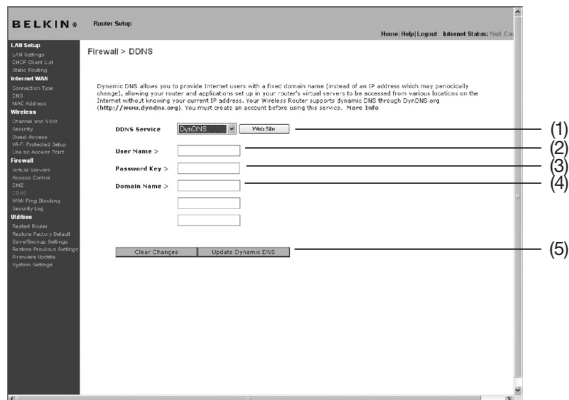 BELKIN
Router Setup
Home|Help|Logout Internet Status: Not Co
LAN Setup
LAN Settings
DHCP Client List
Static Routing
Internet WAN
Connection Type
DNS
MAC Address
Wireless
Channel and SSID
Security
Guest Access
Wi-Fi Protected Setup
Use as Access Point
Firewall
Virtual Servers
Access Control
DMZ
DDNS
WAN Ping Blocking
Security Log
Utilities
Restart Router
Restore Factory Default
Save/Backup Settings
Restore Previous Settings
Firmware Update
System Settings
Firewall > DDNS
Dynamic DNS allows you to provide Internet users with a fixed domain name (instead of an IP address which may periodically
change), allowing your router and applications set up in your router's virtual servers to be accessed from various locations on the
Internet without knowing your current IP address. Your Wireless Router supports dynamic DNS through DynDNS.org
(http://www.dyndns.org). You must create an account before using this service. More Info
DDNS Service DynDNS Web Site (1)
User Name > (2)
Password Key > (3)
Domain Name > (4)
Clear Changes Update Dynamic DNS (5)